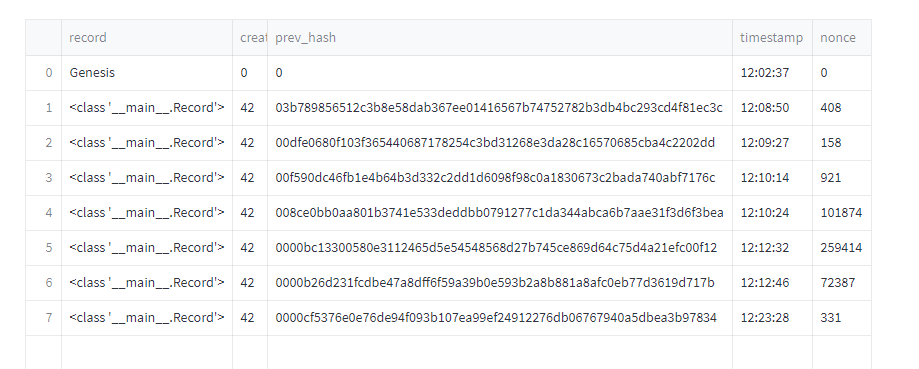 record creat prev_hash timestamp nonce
0 Genesis 0 0 12:02:37 0
1 <class '__main__.Record'> 42 03b789856512c3b8e58dab367ee01416567b74752782b3db4bc293cd4f81ec3c 12:08:50 408
2 <class '__main__.Record'> 42 00dfe0680f103f365440687178254c3bd31268e3da28c16570685cba4c2202dd 12:09:27 158
3 <class '__main__.Record'> 42 00f590dc46fb1e4b64b3d332c2dd1d6098f98c0a1830673c2bada740abf7176c 12:10:14 921
4 <class '__main__.Record'> 42 008ce0bb0aa801b3741e533deddbb0791277c1da344abca6b7aae31f3d6f3bea 12:10:24 101874
5 <class '__main__.Record'> 42 0000bc13300580e3112465d5e54548568d27b745ce869d64c75d4a21efc00f12 12:12:32 259414
6 <class '__main__.Record'> 42 0000b26d231fcdbe47a8dff6f59a39b0e593b2a8b881a8afc0eb77d3619d717b 12:12:46 72387
7 <class '__main__.Record'> 42 0000cf5376e0e76de94f093b107ea99ef24912276db06767940a5dbea3b97834 12:23:28 331